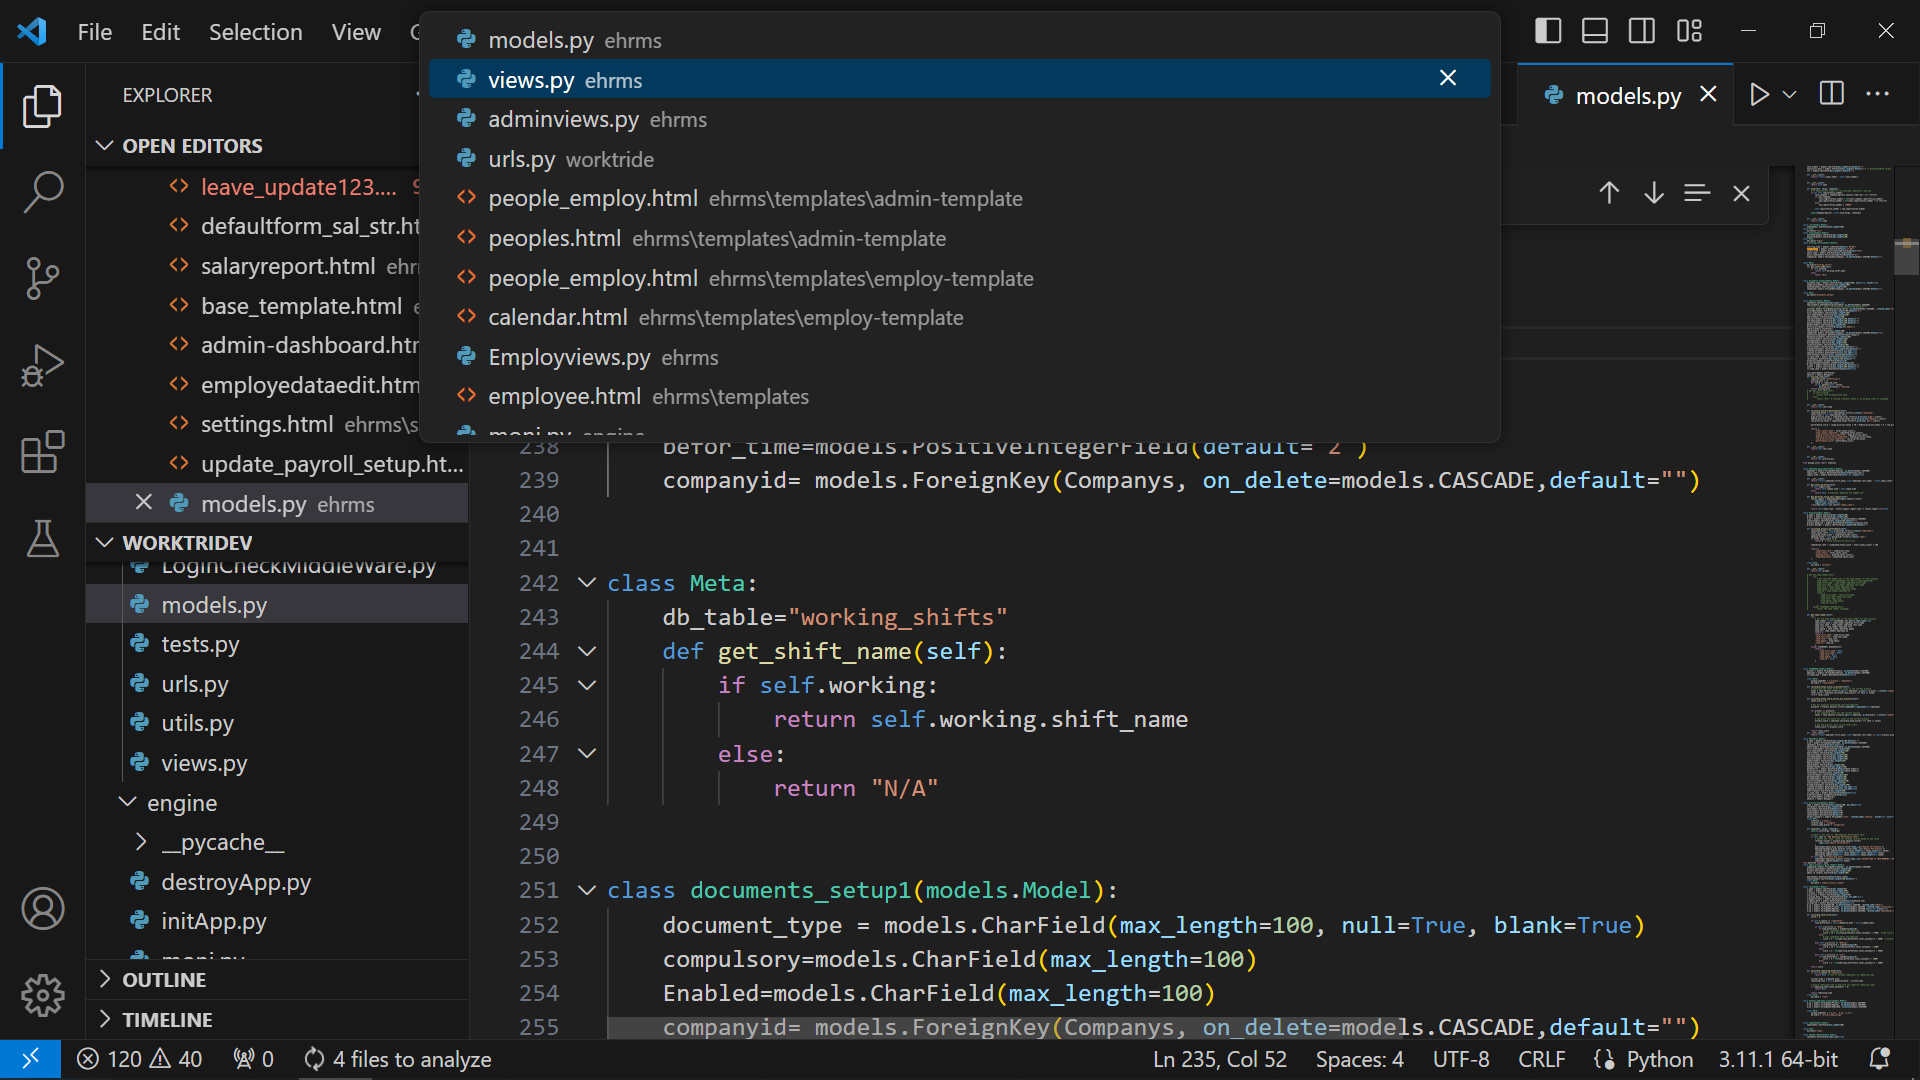 File Edit Selection View
models.py ehrms
views.py ehrms
adminviews.py ehrms
urls.py worktride
people_employ.html ehrms\templates\admin-template
peoples.html ehrms\templates\admin-template
people_employ.html ehrms\templates\employ-template
calendar.html ehrms\templates\employ-template
Employviews.py ehrms
employee.html ehrms\templates
moni.py engine
models.py
EXPLORER
OPEN EDITORS
leave_update123....
defaultform_sal_str.ht
salaryreport.html ehr
base_template.html
admin-dashboard.htm
employedataedit.htm
settings.html ehrms\s
update_payroll_setup.ht...
models.py ehrms
WORKTRIDEV
LoginCheckMiddleWare.py
models.py
tests.py
urls.py
utils.py
views.py
engine
__pycache__
destroyApp.py
initApp.py
moni.py
OUTLINE
TIMELINE
238 befor_time=models.PositiveIntegerField(default="2")
239 companyid= models.ForeignKey(Companys, on_delete=models.CASCADE,default="")
240
241
242 class Meta:
243 db_table="working_shifts"
244 def get_shift_name(self):
245 if self.working:
246 return self.working.shift_name
247 else:
248 return "N/A"
249
250
251 class documents_setup1(models.Model):
252 document_type = models.CharField(max_length=100, null=True, blank=True)
253 compulsory=models.CharField(max_length=100)
254 Enabled=models.CharField(max_length=100)
255 companyid= models.ForeignKey(Companys, on_delete=models.CASCADE,default="")
120 40 0 4 files to analyze Ln 235, Col 52 Spaces: 4 UTF-8 CRLF Python 3.11.1 64-bit